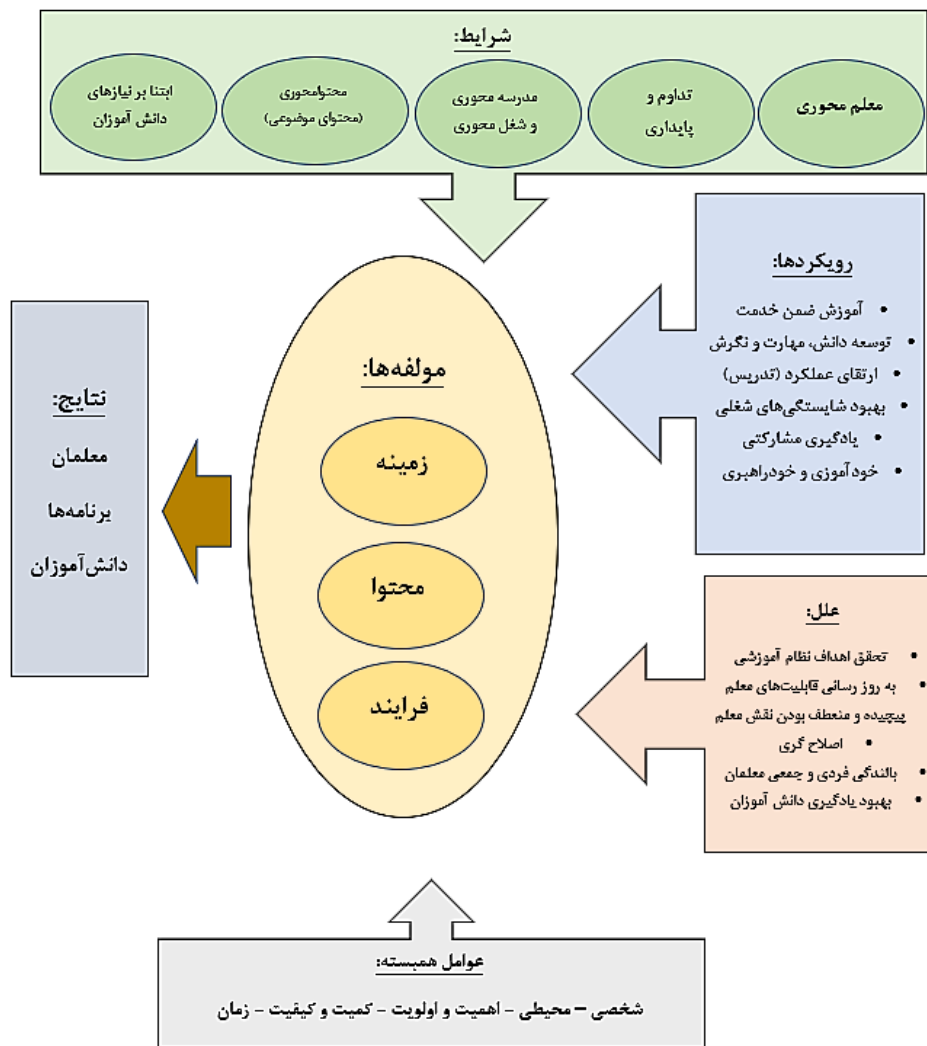 شرایط:
معلم محوری
تداوم و
پایداری
مدرسه محوری
و شغل محوری
محتوامحوری
(محتوای موضوعی)
ابتنا بر نیازهای
دانش آموزان
رویکردها:
• آموزش ضمن خدمت
• توسعه دانش، مهارت و نگرش
• ارتقای عملکرد (تدریس)
• بهبود شایستگی‌های شغلی
• یادگیری مشارکتی
• خودآموزی و خودراهبری
علل:
• تحقق اهداف نظام آموزشی
• به روز رسانی قابلیت‌های معلم
پیچیده و منعطف بودن نقش معلم
• اصلاح گری
• بالندگی فردی و جمعی معلمان
• بهبود یادگیری دانش آموزان
مولفه‌ها:
زمینه
محتوا
فرایند
نتایج:
معلمان
برنامه‌ها
دانش‌آموزان
عوامل همبسته:
شخصی – محیطی - اهمیت و اولویت - کمیت و کیفیت - زمان